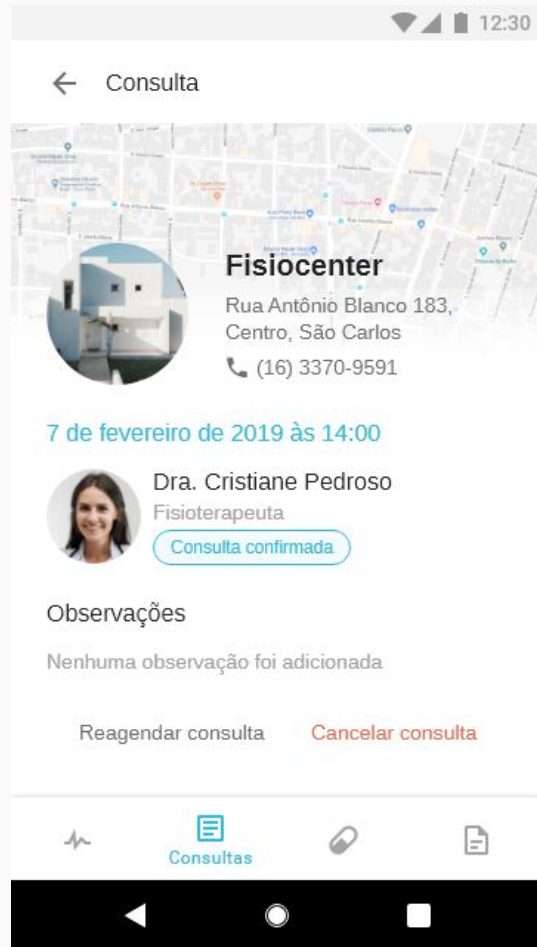 12:30
Consulta
Fisiocenter
Rua Antônio Blanco 183,
Centro, São Carlos
(16) 3370-9591
7 de fevereiro de 2019 às 14:00
Dra. Cristiane Pedroso
Fisioterapeuta
Consulta confirmada
Observações
Nenhuma observação foi adicionada
Reagendar consulta
Cancelar consulta
Consultas